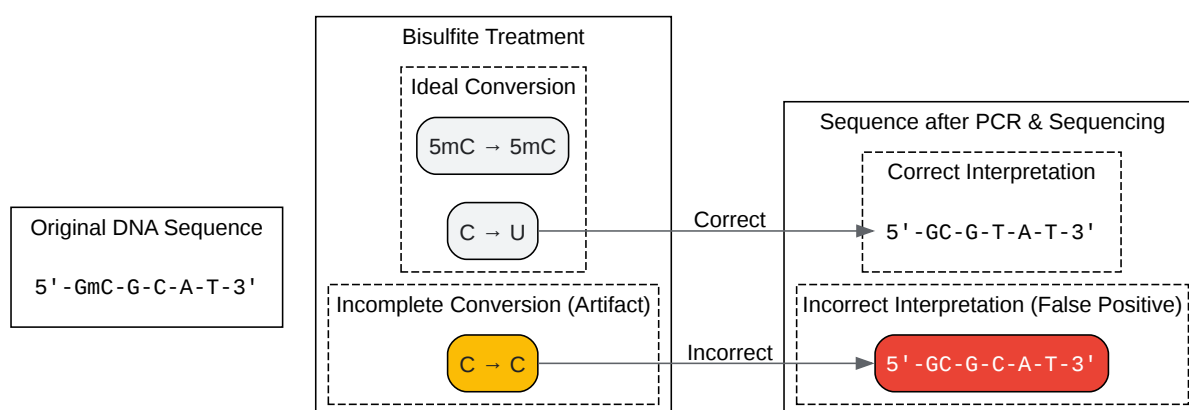 Original DNA Sequence
5'-GmC-G-C-A-T-3'
Bisulfite Treatment
Ideal Conversion
5mC → 5mC
C → U
Incomplete Conversion (Artifact)
C → C
Correct
Incorrect
Sequence after PCR & Sequencing
Correct Interpretation
5'-GC-G-T-A-T-3'
Incorrect Interpretation (False Positive)
5'-GC-G-C-A-T-3'